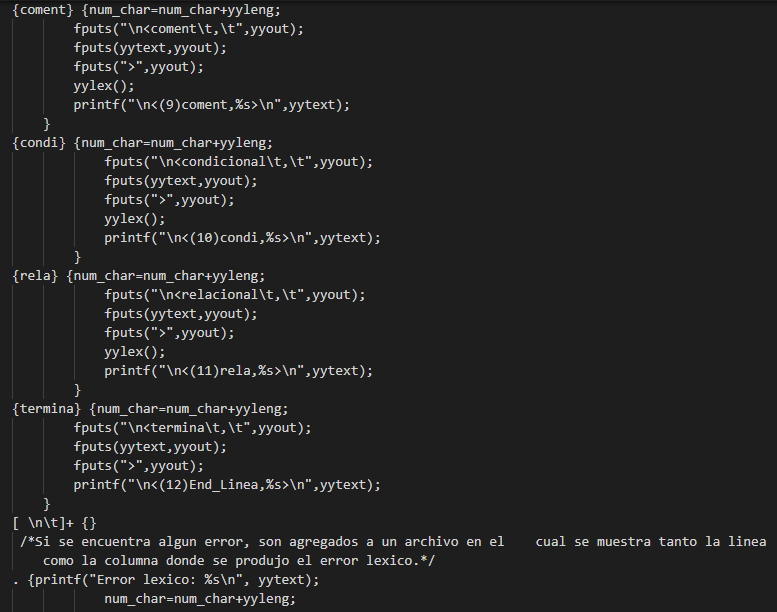 {coment} {num_char=num_char+yyleng;
fputs("\n<coment\t,\t",yyout);
fputs(yytext,yyout);
fputs(">",yyout);
yylex();
printf("\n<(9)coment,%s>\n",yytext);
}
{condi} {num_char=num_char+yyleng;
fputs("\n<condicional\t,\t",yyout);
fputs(yytext,yyout);
fputs(">",yyout);
yylex();
printf("\n<(10)condi,%s>\n",yytext);
}
{rela} {num_char=num_char+yyleng;
fputs("\n<relacional\t,\t",yyout);
fputs(yytext,yyout);
fputs(">",yyout);
yylex();
printf("\n<(11)rela,%s>\n",yytext);
}
{termina} {num_char=num_char+yyleng;
fputs("\n<termina\t,\t",yyout);
fputs(yytext,yyout);
fputs(">",yyout);
printf("\n<(12)End_Linea,%s>\n",yytext);
}
[ \n\t]+ {}
/*Si se encuentra algun error, son agregados a un archivo en el    cual se muestra tanto la linea
como la columna donde se produjo el error lexico.*/
. {printf("Error lexico: %s\n", yytext);
num_char=num_char+yyleng;